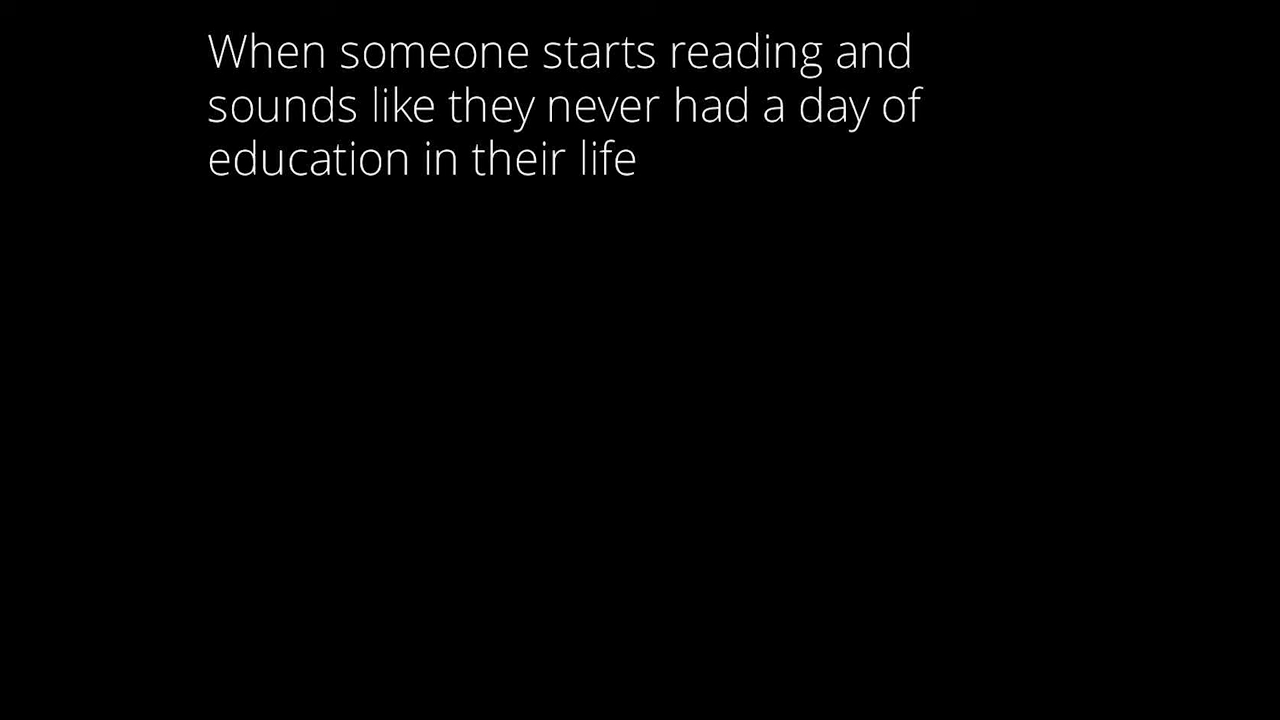 When someone starts reading and
sounds like they never had a day of
education in their life